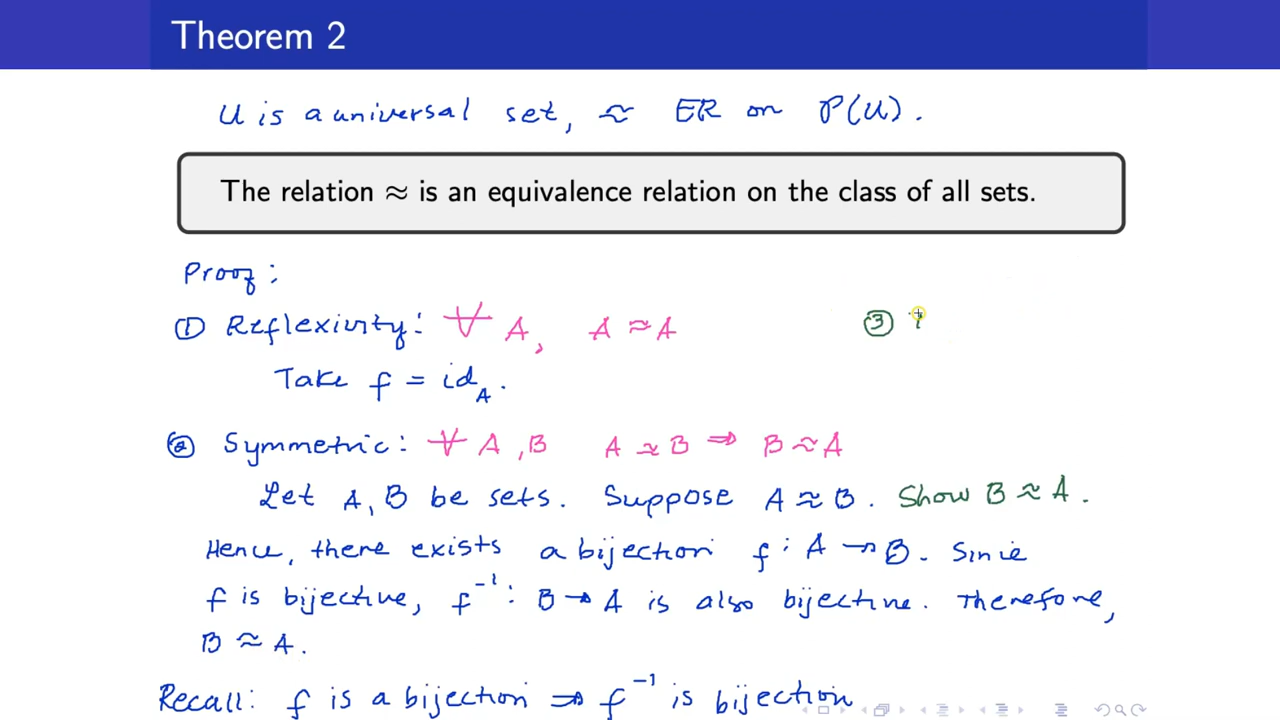 Theorem 2
U is a universal set, ≈ ER on P(U).
The relation ≈ is an equivalence relation on the class of all sets.
Proof:
① Reflexivity: ∀ A, A ≈ A
Take f = id_A.
② Symmetric: ∀ A, B A ≈ B ⇒ B ≈ A
Let A, B be sets. Suppose A ≈ B. Show B ≈ A.
Hence, there exists a bijection f: A → B. Since
f is bijective, f⁻¹: B → A is also bijective. Therefore,
B ≈ A.
Recall: f is a bijection ⇒ f⁻¹ is bijection
③